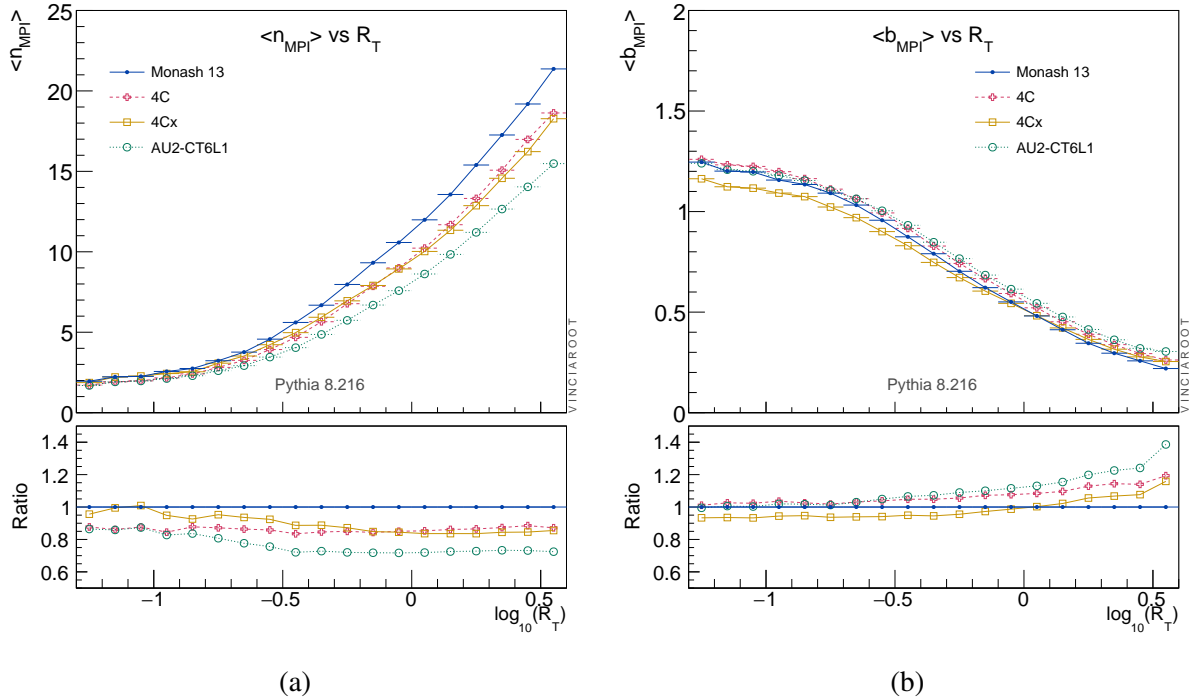 <n_MPI> vs R_T
<n_MPI>
25
20
15
10
5
0
Monash 13
4C
4Cx
AU2-CT6L1
Pythia 8.216
VINCIAROOT
Ratio
1.4
1.2
1
0.8
0.6
−1
−0.5
0
0.5
log_10(R_T)
(a)
<b_MPI> vs R_T
<b_MPI>
2
1.5
1
0.5
0
Monash 13
4C
4Cx
AU2-CT6L1
Pythia 8.216
VINCIAROOT
Ratio
1.4
1.2
1
0.8
0.6
−1
−0.5
0
0.5
log_10(R_T)
(b)